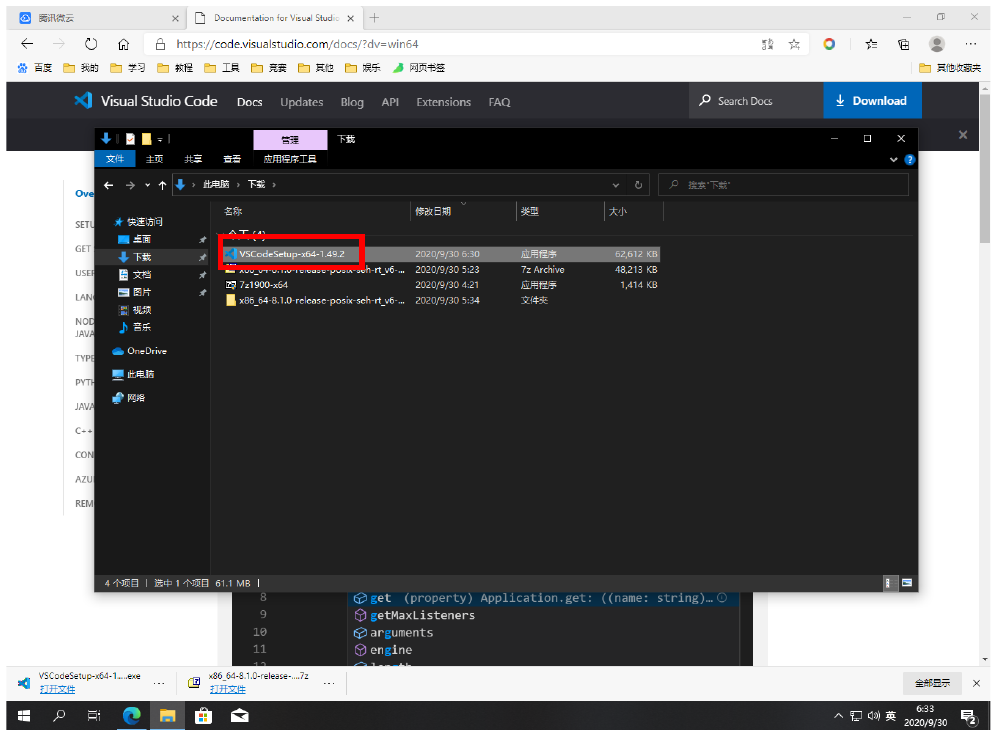 腾讯微云
Documentation for Visual Studio
https://code.visualstudio.com/docs/?dv=win64
百度 我的 学习 教程 工具 竞赛 其他 娱乐 网页书签 其他收藏夹
Visual Studio Code Docs Updates Blog API Extensions FAQ Search Docs Download
管理 下载
文件 主页 共享 查看 应用程序工具
此电脑 下载 搜索"下载"
名称 修改日期 类型 大小
今天 (4)
VSCodeSetup-x64-1.49.2 2020/9/30 6:30 应用程序 62,612 KB
x86_64-8.1.0-release-posix-seh-rt_v6-... 2020/9/30 5:23 7z Archive 48,213 KB
7z1900-x64 2020/9/30 4:21 应用程序 1,414 KB
x86_64-8.1.0-release-posix-seh-rt_v6-... 2020/9/30 5:34 文件夹
快速访问
桌面
下载
文档
图片
视频
音乐
OneDrive
此电脑
网络
Ove
SETU
GET
USER
LANG
NOD
JAVA
TYPE
PYTH
JAVA
C++
CON
AZU
REM
4 个项目 选中 1 个项目 61.1 MB
8 get (property) Application.get: ((name: string)…
9 getMaxListeners
10 arguments
11 engine
12 length
VSCodeSetup-x64-1....exe
打开文件
x86_64-8.1.0-release-....7z
打开文件
全部显示
英
6:33
2020/9/30
2